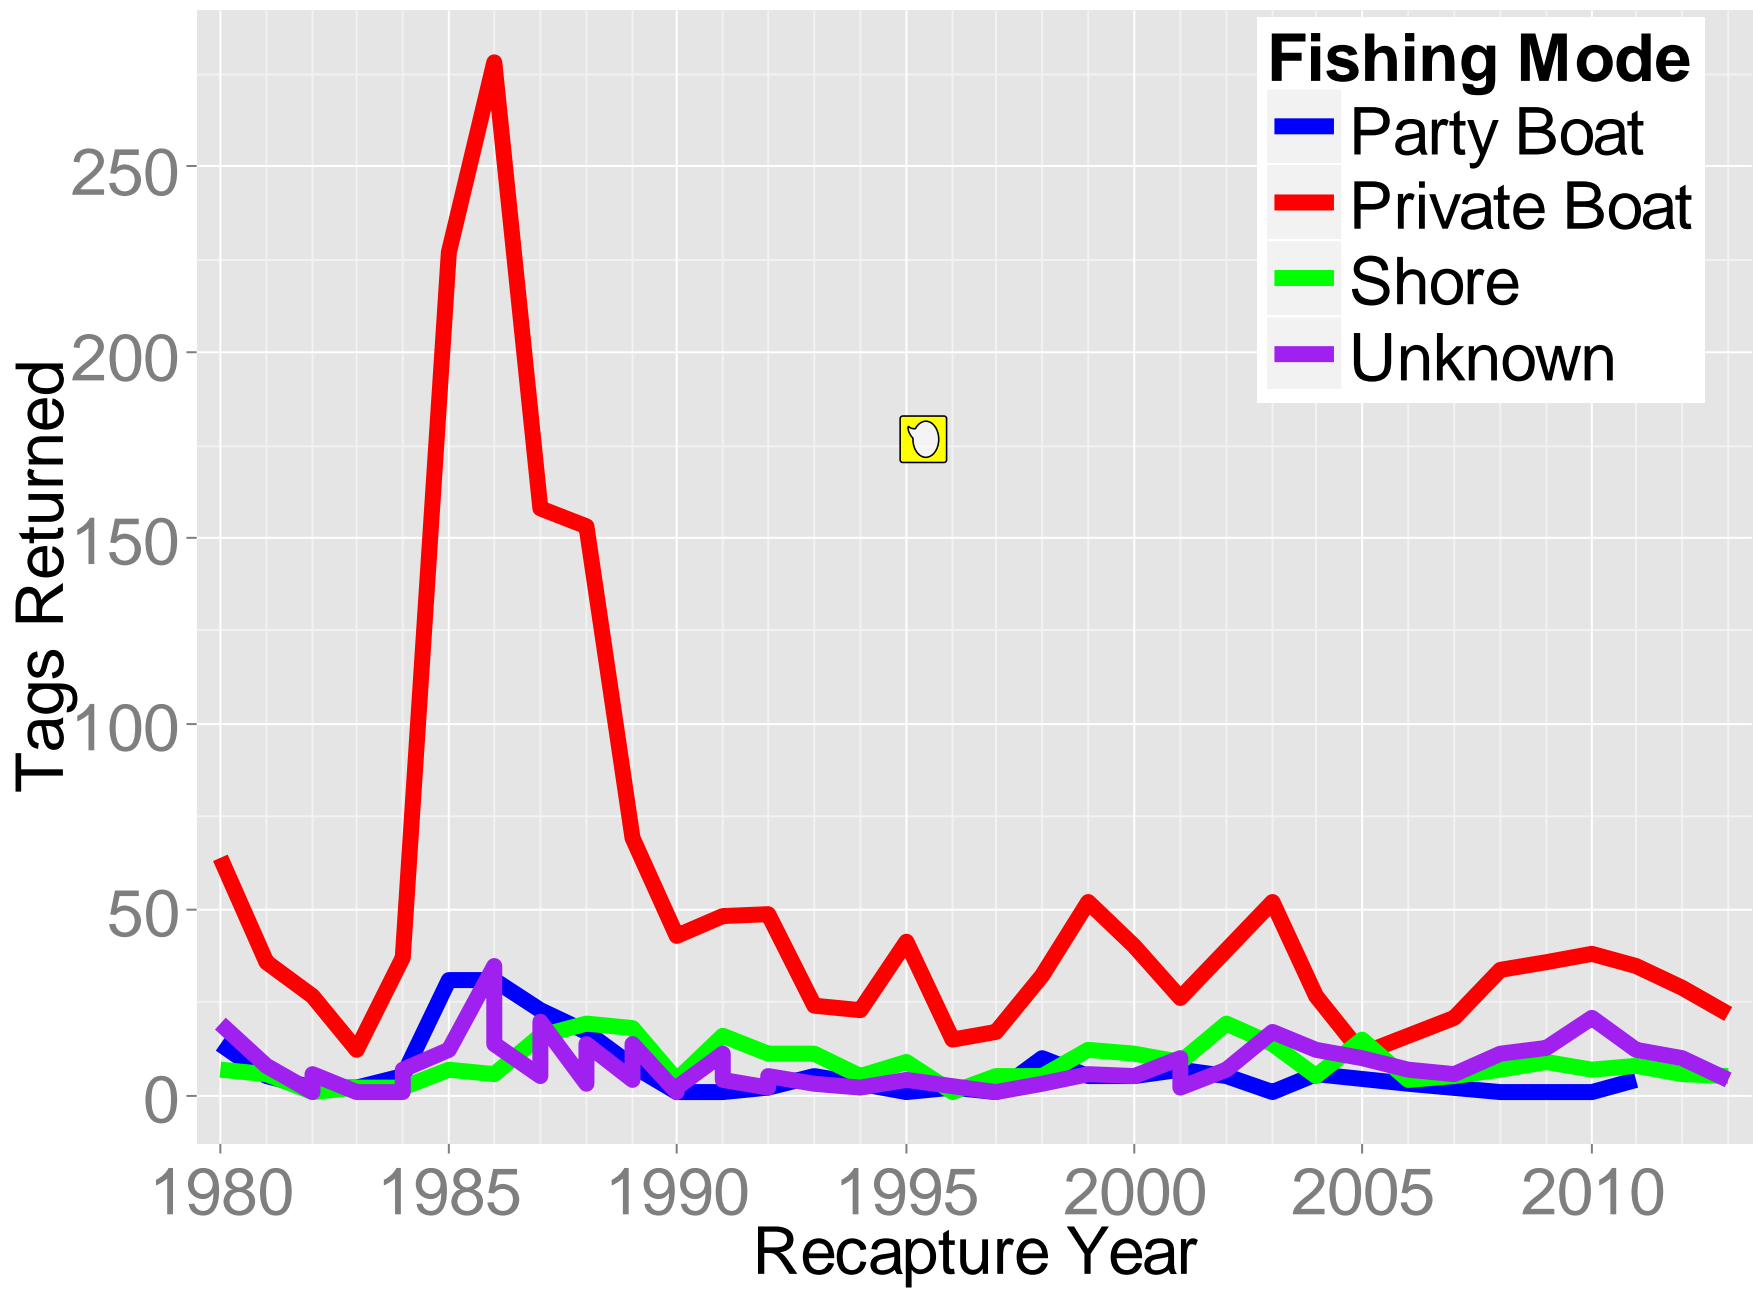 Fishing Mode
Party Boat
Private Boat
Shore
Unknown
Tags Returned
250
200
150
100
50
0
1980 1985 1990 1995 2000 2005 2010
Recapture Year